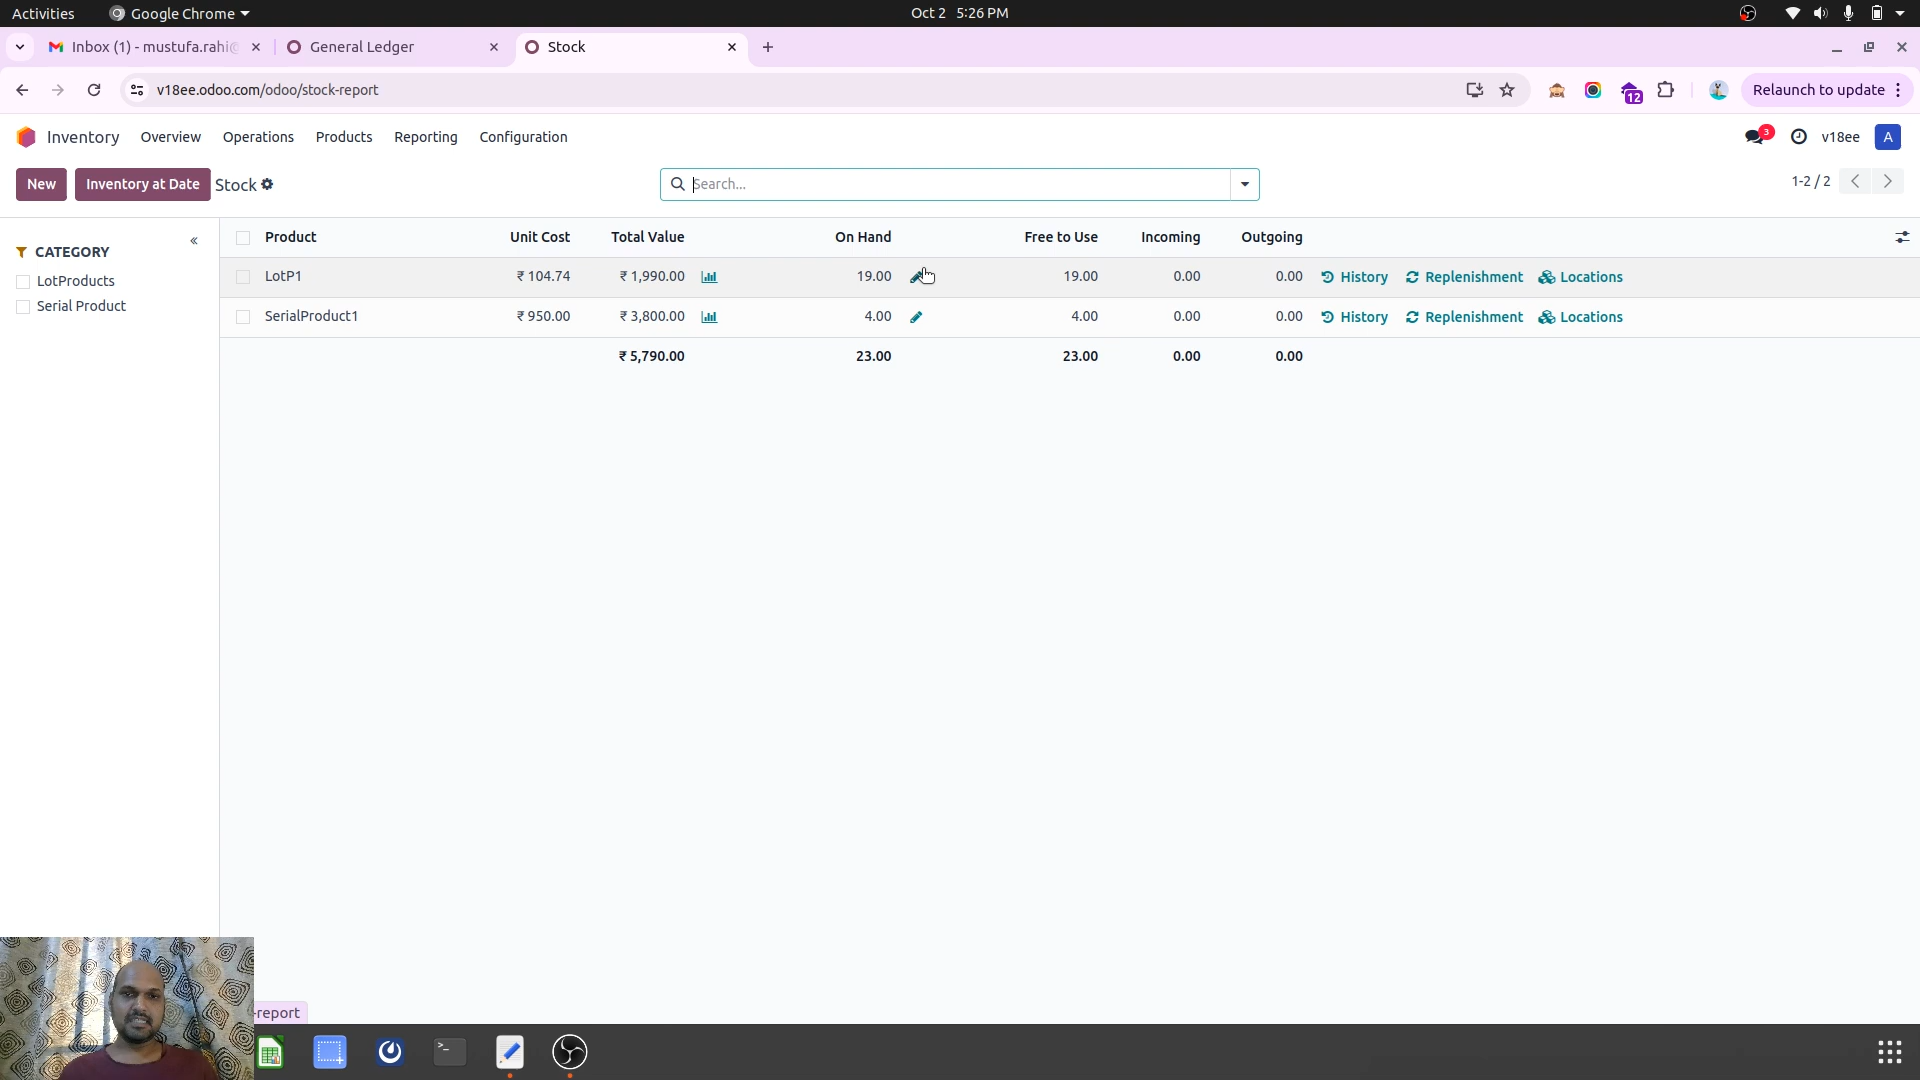 Activities Google Chrome Oct 2 5:26 PM
Inbox (1) - mustufa.rahi@ General Ledger Stock
v18ee.odoo.com/odoo/stock-report 12 Relaunch to update
Inventory Overview Operations Products Reporting Configuration 3 v18ee A
New Inventory at Date Stock Search... 1-2 / 2
CATEGORY
LotProducts
Serial Product
Product Unit Cost Total Value On Hand Free to Use Incoming Outgoing
LotP1 ₹ 104.74 ₹ 1,990.00 19.00 19.00 0.00 0.00 History Replenishment Locations
SerialProduct1 ₹ 950.00 ₹ 3,800.00 4.00 4.00 0.00 0.00 History Replenishment Locations
₹ 5,790.00 23.00 23.00 0.00 0.00
-report